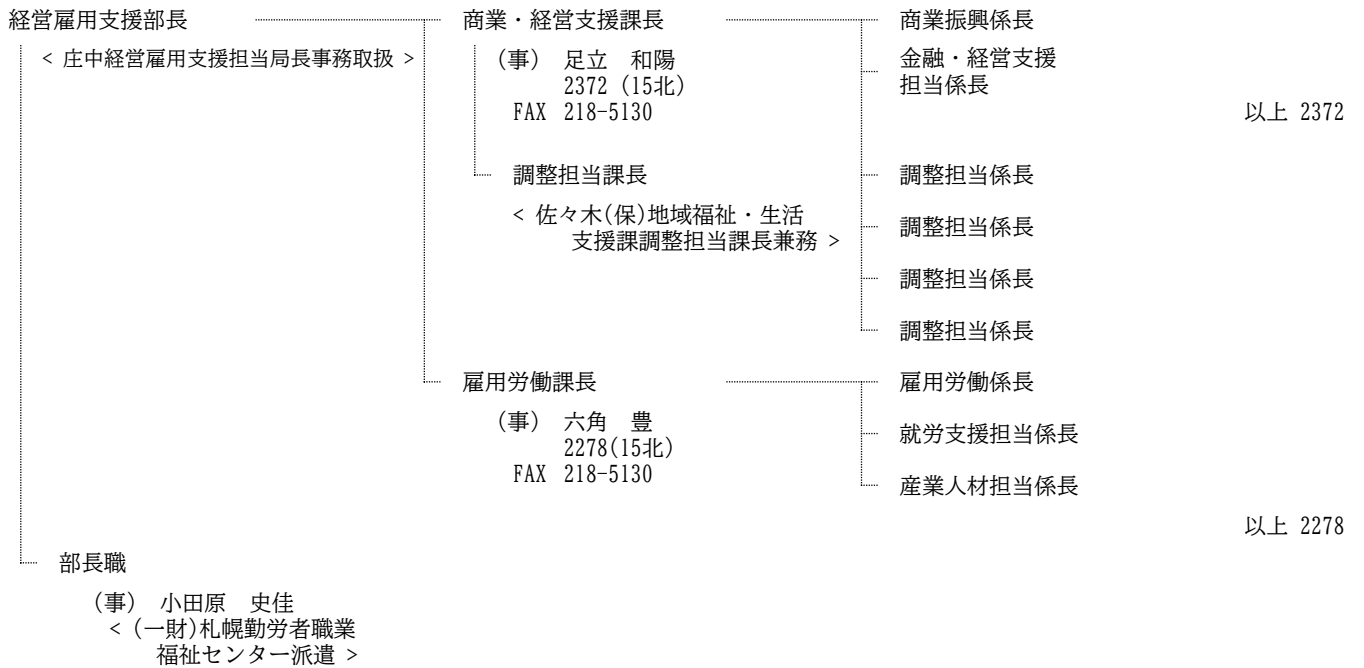 経営雇用支援部長
< 庄中経営雇用支援担当局長事務取扱 >
商業・経営支援課長
(事) 足立 和陽
2372 (15北)
FAX 218-5130
調整担当課長
< 佐々木(保)地域福祉・生活
支援課調整担当課長兼務 >
商業振興係長
金融・経営支援
担当係長
以上 2372
調整担当係長
調整担当係長
調整担当係長
調整担当係長
雇用労働課長
(事) 六角 豊
2278(15北)
FAX 218-5130
雇用労働係長
就労支援担当係長
産業人材担当係長
以上 2278
部長職
(事) 小田原 史佳
< (一財)札幌勤労者職業
福祉センター派遣 >